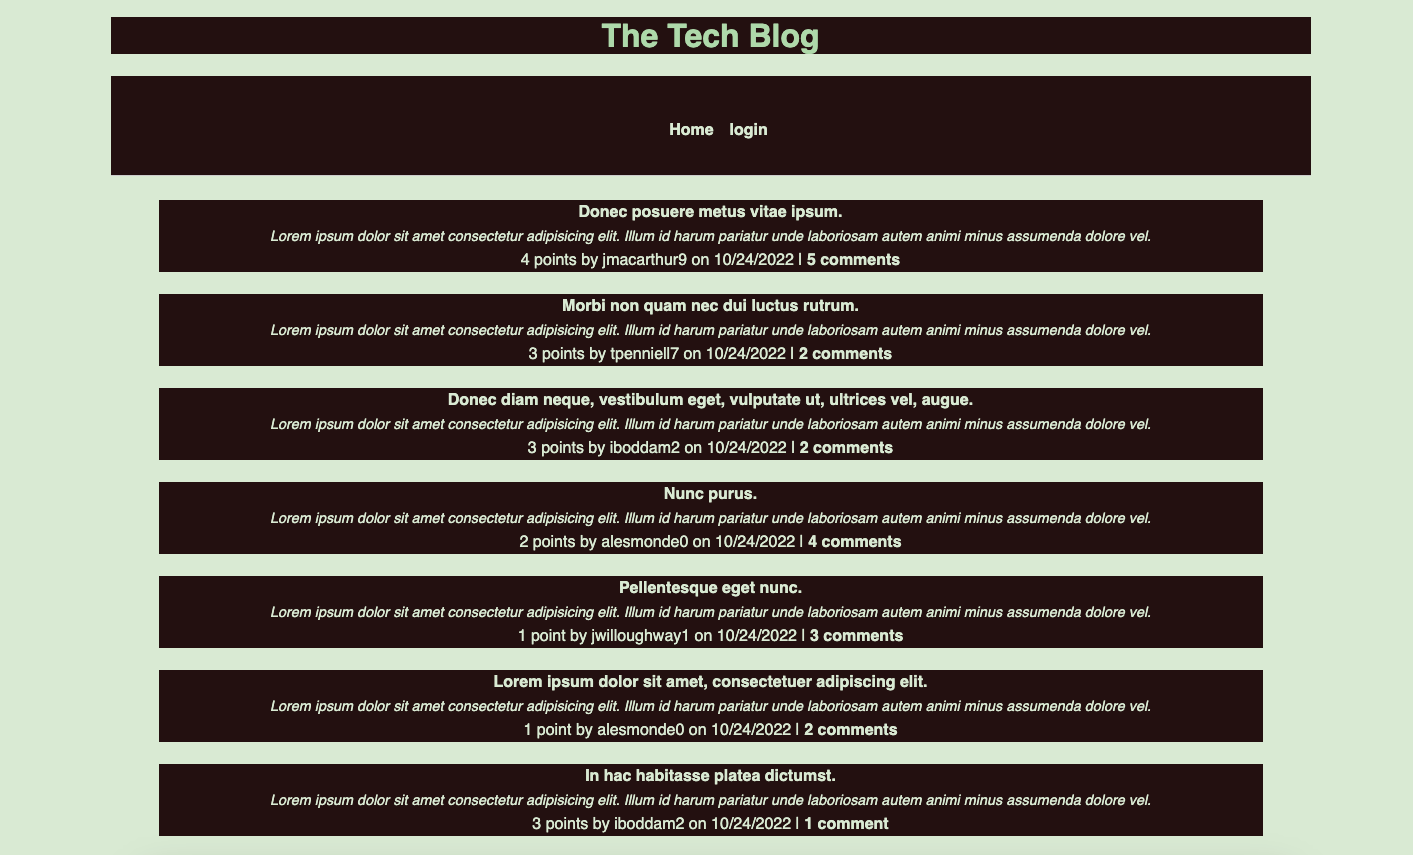 The Tech Blog
Home login
Donec posuere metus vitae ipsum.
Lorem ipsum dolor sit amet consectetur adipisicing elit. Illum id harum pariatur unde laboriosam autem animi minus assumenda dolore vel.
4 points by jmacarthur9 on 10/24/2022 | 5 comments
Morbi non quam nec dui luctus rutrum.
Lorem ipsum dolor sit amet consectetur adipisicing elit. Illum id harum pariatur unde laboriosam autem animi minus assumenda dolore vel.
3 points by tpenniell7 on 10/24/2022 | 2 comments
Donec diam neque, vestibulum eget, vulputate ut, ultrices vel, augue.
Lorem ipsum dolor sit amet consectetur adipisicing elit. Illum id harum pariatur unde laboriosam autem animi minus assumenda dolore vel.
3 points by iboddam2 on 10/24/2022 | 2 comments
Nunc purus.
Lorem ipsum dolor sit amet consectetur adipisicing elit. Illum id harum pariatur unde laboriosam autem animi minus assumenda dolore vel.
2 points by alesmonde0 on 10/24/2022 | 4 comments
Pellentesque eget nunc.
Lorem ipsum dolor sit amet consectetur adipisicing elit. Illum id harum pariatur unde laboriosam autem animi minus assumenda dolore vel.
1 point by jwilloughway1 on 10/24/2022 | 3 comments
Lorem ipsum dolor sit amet, consectetuer adipiscing elit.
Lorem ipsum dolor sit amet consectetur adipisicing elit. Illum id harum pariatur unde laboriosam autem animi minus assumenda dolore vel.
1 point by alesmonde0 on 10/24/2022 | 2 comments
In hac habitasse platea dictumst.
Lorem ipsum dolor sit amet consectetur adipisicing elit. Illum id harum pariatur unde laboriosam autem animi minus assumenda dolore vel.
3 points by iboddam2 on 10/24/2022 | 1 comment